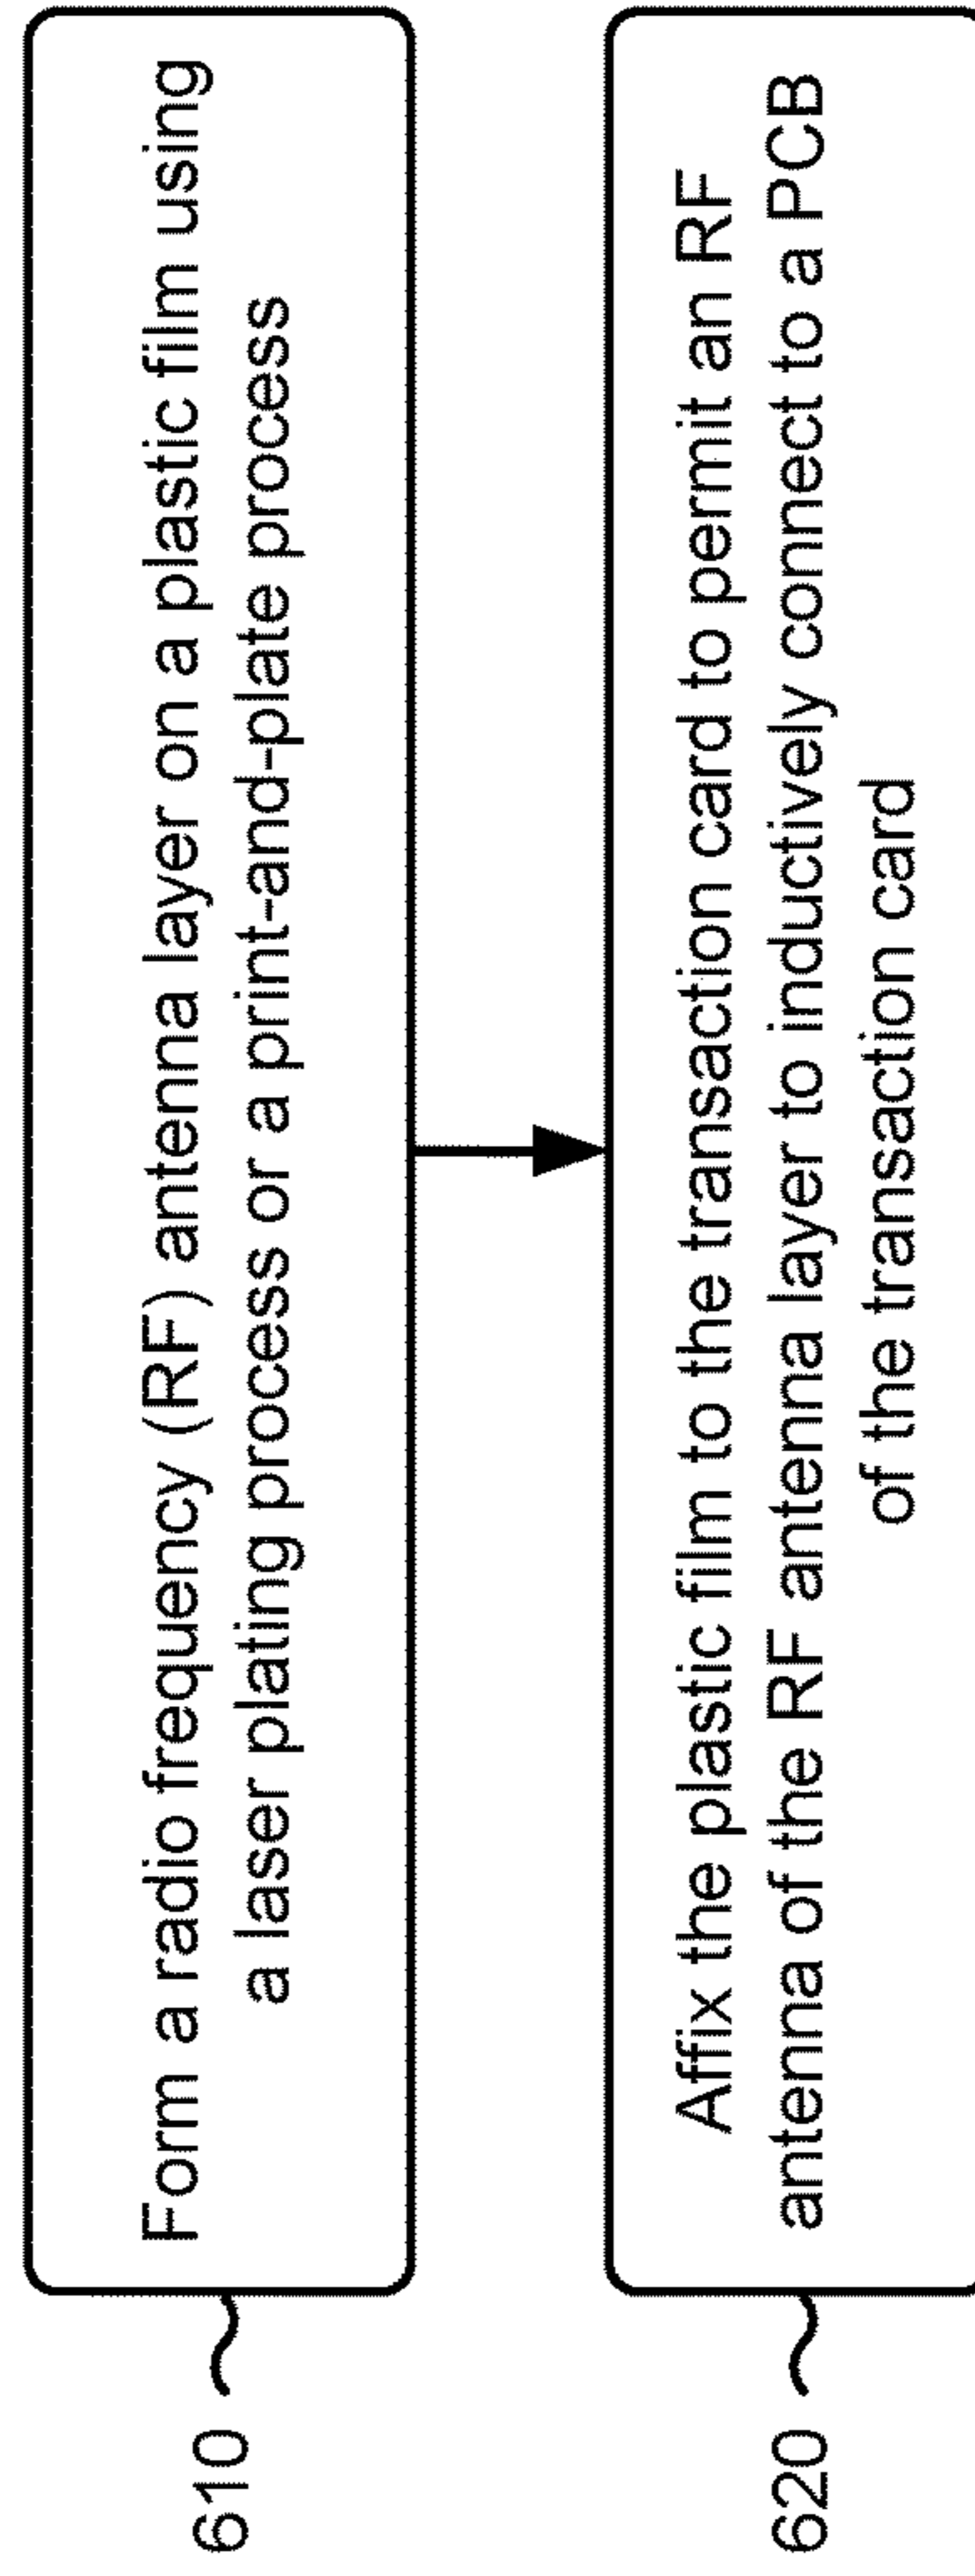 610
Form a radio frequency (RF) antenna layer on a plastic film using
a laser plating process or a print-and-plate process
620
Affix the plastic film to the transaction card to permit an RF
antenna of the RF antenna layer to inductively connect to a PCB
of the transaction card